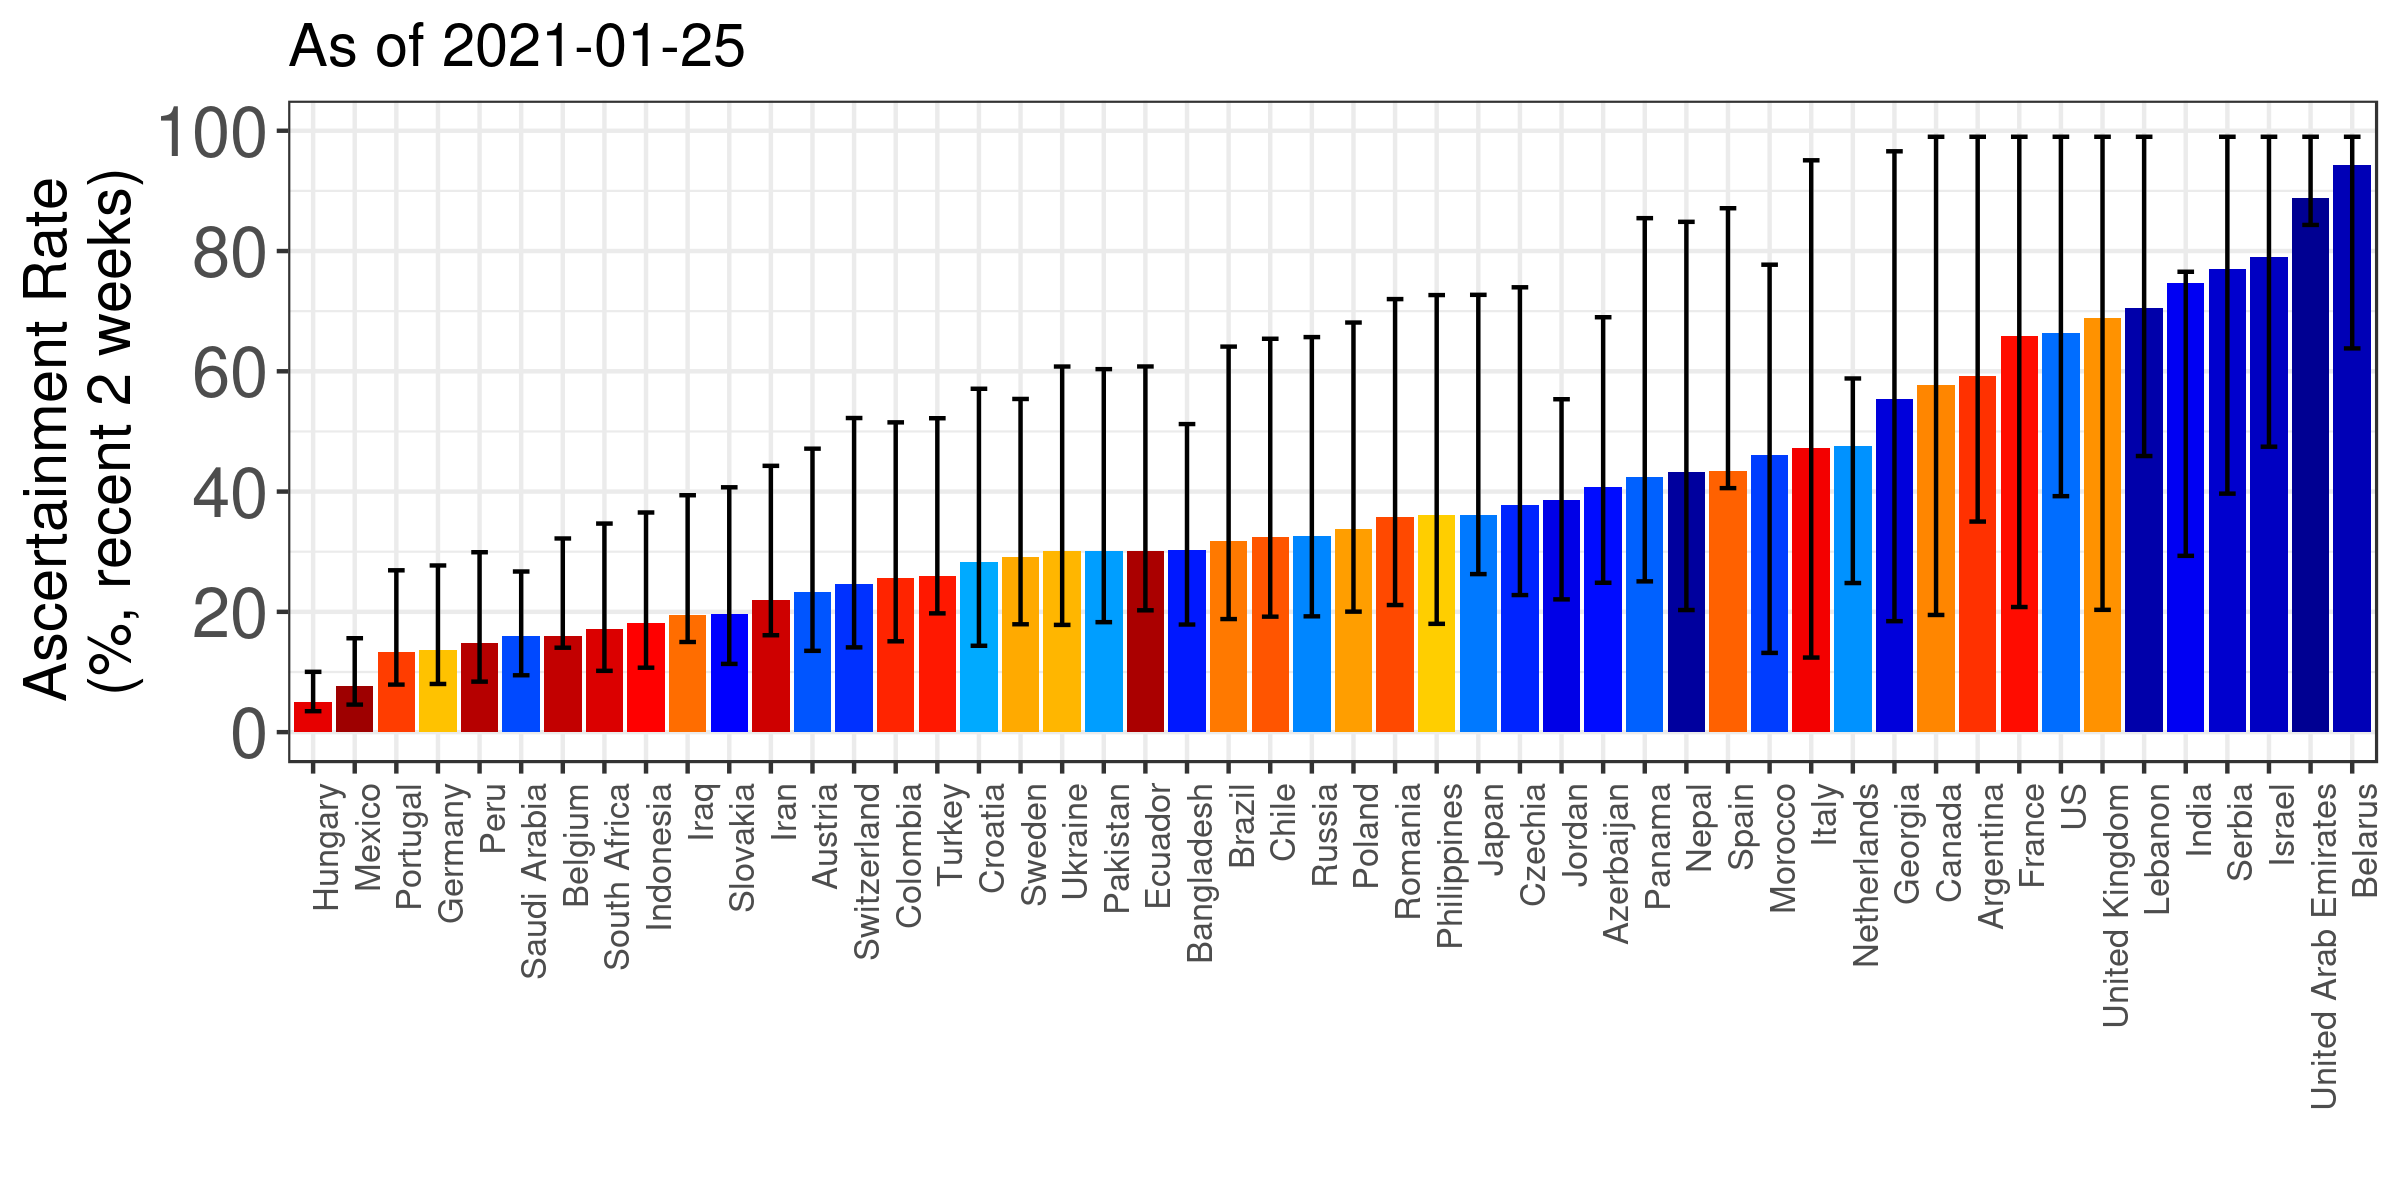 As of 2021-01-25
Ascertainment Rate
(%, recent 2 weeks)
100
80
60
40
20
0
Hungary
Mexico
Portugal
Germany
Peru
Saudi Arabia
Belgium
South Africa
Indonesia
Iraq
Slovakia
Iran
Austria
Switzerland
Colombia
Turkey
Croatia
Sweden
Ukraine
Pakistan
Ecuador
Bangladesh
Brazil
Chile
Russia
Poland
Romania
Philippines
Japan
Czechia
Jordan
Azerbaijan
Panama
Nepal
Spain
Morocco
Italy
Netherlands
Georgia
Canada
Argentina
France
US
United Kingdom
Lebanon
India
Serbia
Israel
United Arab Emirates
Belarus